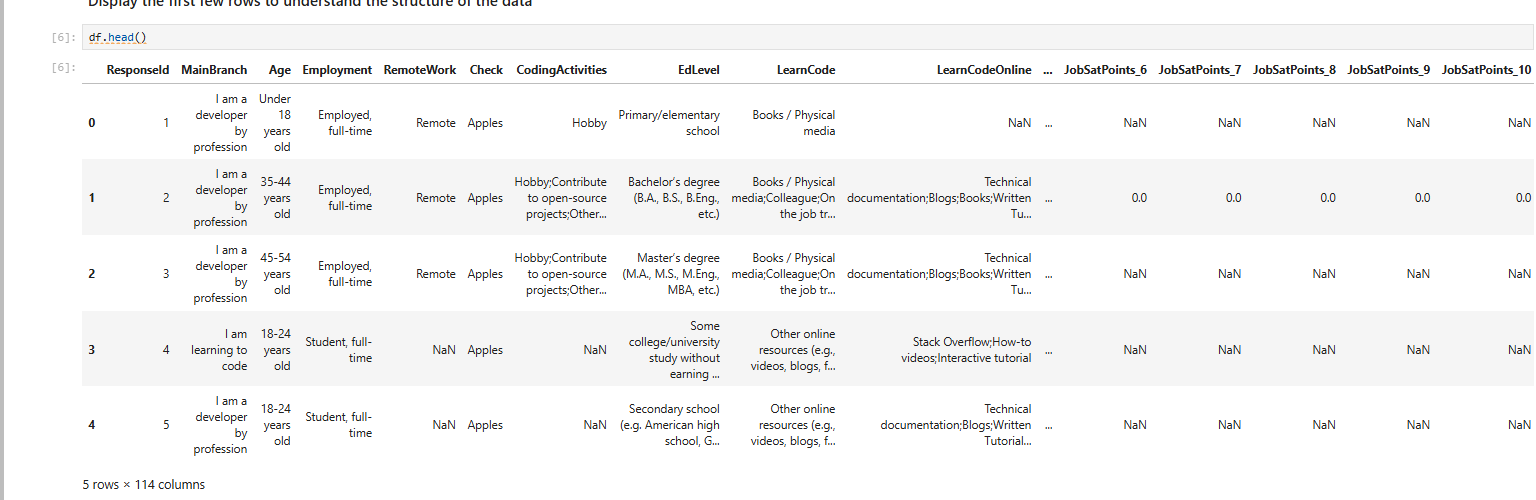 Display the first few rows to understand the structure of the data
[6]: df.head()
[6]: ResponseId MainBranch Age Employment RemoteWork Check CodingActivities EdLevel LearnCode LearnCodeOnline ... JobSatPoints_6 JobSatPoints_7 JobSatPoints_8 JobSatPoints_9 JobSatPoints_10
0 1 I am a developer by profession Under 18 years old Employed, full-time Remote Apples Hobby Primary/elementary school Books / Physical media NaN ... NaN NaN NaN NaN NaN
1 2 I am a developer by profession 35-44 years old Employed, full-time Remote Apples Hobby;Contribute to open-source projects;Other... Bachelor's degree (B.A., B.S., B.Eng., etc.) Books / Physical media;Colleague;On the job tr... Technical documentation;Blogs;Books;Written Tu... ... 0.0 0.0 0.0 0.0 0.0
2 3 I am a developer by profession 45-54 years old Employed, full-time Remote Apples Hobby;Contribute to open-source projects;Other... Master's degree (M.A., M.S., M.Eng., MBA, etc.) Books / Physical media;Colleague;On the job tr... Technical documentation;Blogs;Books;Written Tu... ... NaN NaN NaN NaN NaN
3 4 I am learning to code 18-24 years old Student, full-time NaN Apples NaN Some college/university study without earning ... Other online resources (e.g., videos, blogs, f... Stack Overflow;How-to videos;Interactive tutorial ... NaN NaN NaN NaN NaN
4 5 I am a developer by profession 18-24 years old Student, full-time NaN Apples NaN Secondary school (e.g. American high school, G... Other online resources (e.g., videos, blogs, f... Technical documentation;Blogs;Written Tutorial... ... NaN NaN NaN NaN NaN
5 rows × 114 columns